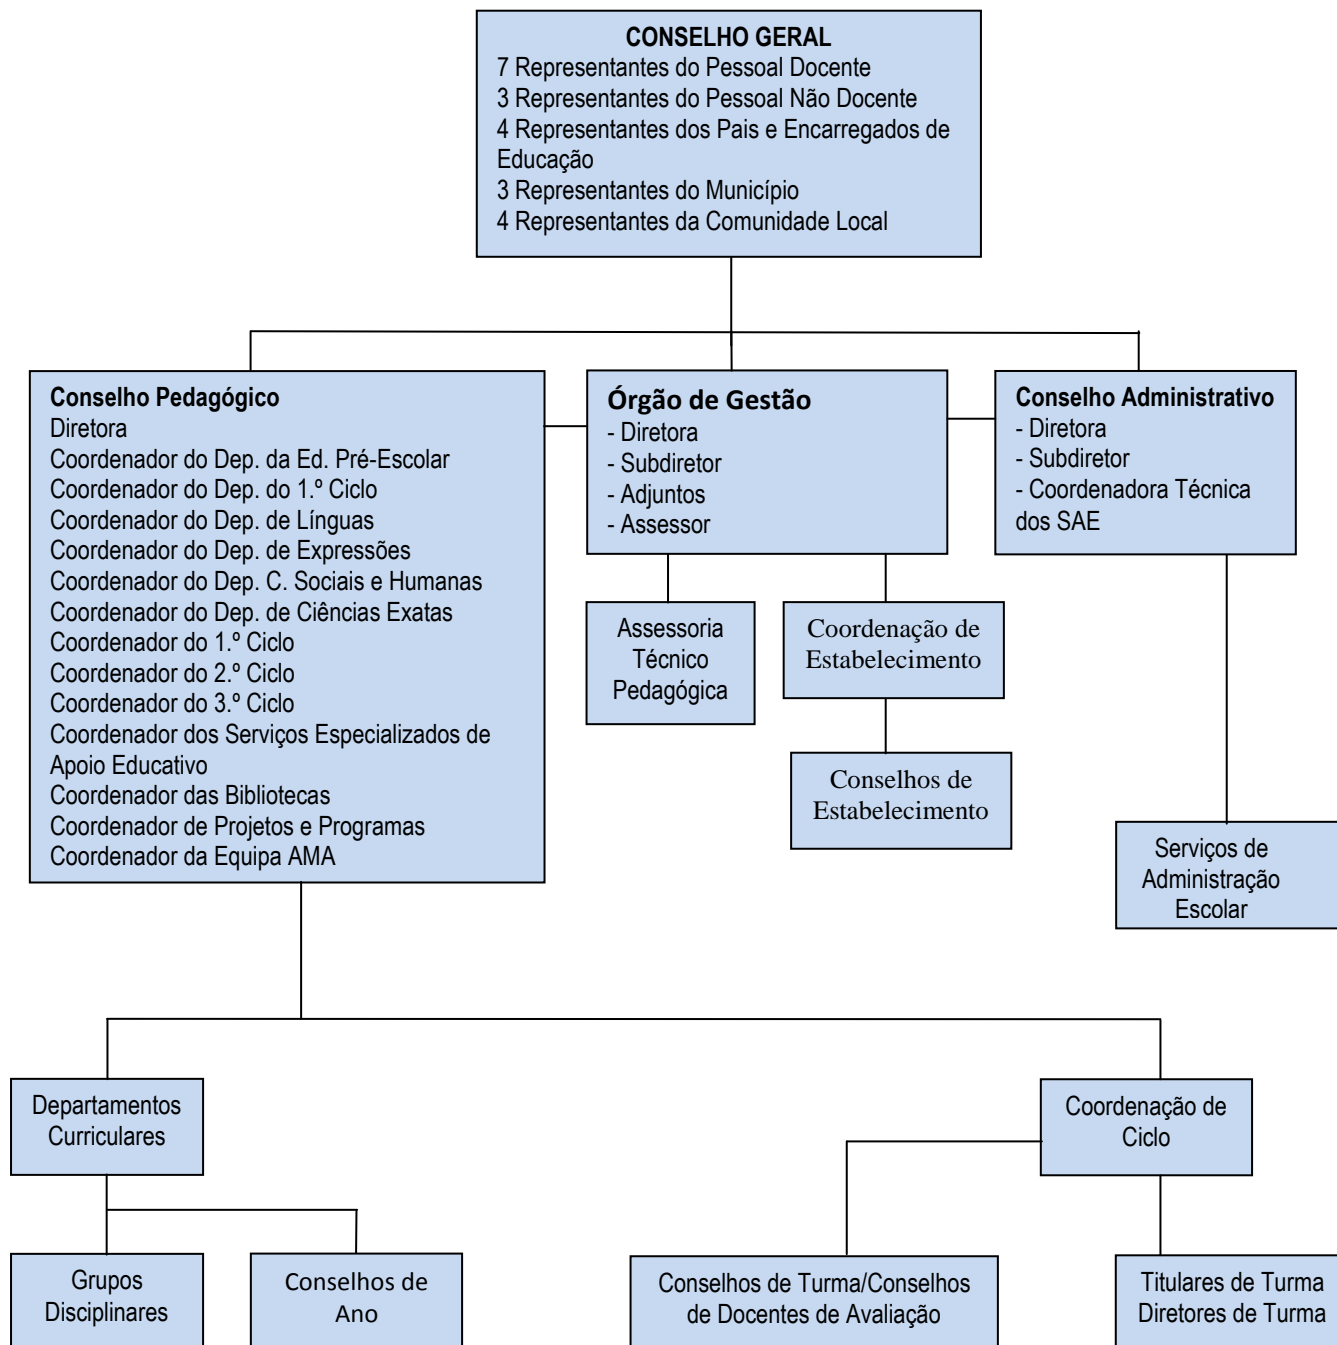 CONSELHO GERAL
7 Representantes do Pessoal Docente
3 Representantes do Pessoal Não Docente
4 Representantes dos Pais e Encarregados de
Educação
3 Representantes do Município
4 Representantes da Comunidade Local
Conselho Pedagógico
Diretora
Coordenador do Dep. da Ed. Pré-Escolar
Coordenador do Dep. do 1.º Ciclo
Coordenador do Dep. de Línguas
Coordenador do Dep. de Expressões
Coordenador do Dep. C. Sociais e Humanas
Coordenador do Dep. de Ciências Exatas
Coordenador do 1.º Ciclo
Coordenador do 2.º Ciclo
Coordenador do 3.º Ciclo
Coordenador dos Serviços Especializados de
Apoio Educativo
Coordenador das Bibliotecas
Coordenador de Projetos e Programas
Coordenador da Equipa AMA
Órgão de Gestão
- Diretora
- Subdiretor
- Adjuntos
- Assessor
Conselho Administrativo
- Diretora
- Subdiretor
- Coordenadora Técnica
dos SAE
Assessoria
Técnico
Pedagógica
Coordenação de
Estabelecimento
Conselhos de
Estabelecimento
Serviços de
Administração
Escolar
Departamentos
Curriculares
Coordenação de
Ciclo
Grupos
Disciplinares
Conselhos de
Ano
Conselhos de Turma/Conselhos
de Docentes de Avaliação
Titulares de Turma
Diretores de Turma